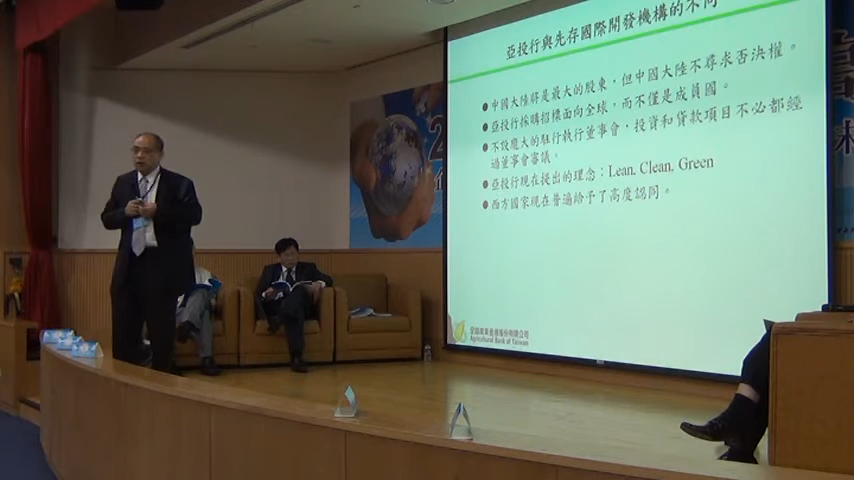 亞投行與先存國際開發機構的不同
● 中國大陸將是最大的股東，但中國大陸不尋求否決權。
● 亞投行採購招標面向全球，而不僅是成員國。
● 不設龐大的駐行執行董事會，投資和貸款項目不必都經
過董事會審議。
● 亞投行現在提出的理念：Lean, Clean, Green
● 西方國家現在普遍給予了高度認同。
全國農業金庫股份有限公司
Agricultural Bank of Taiwan